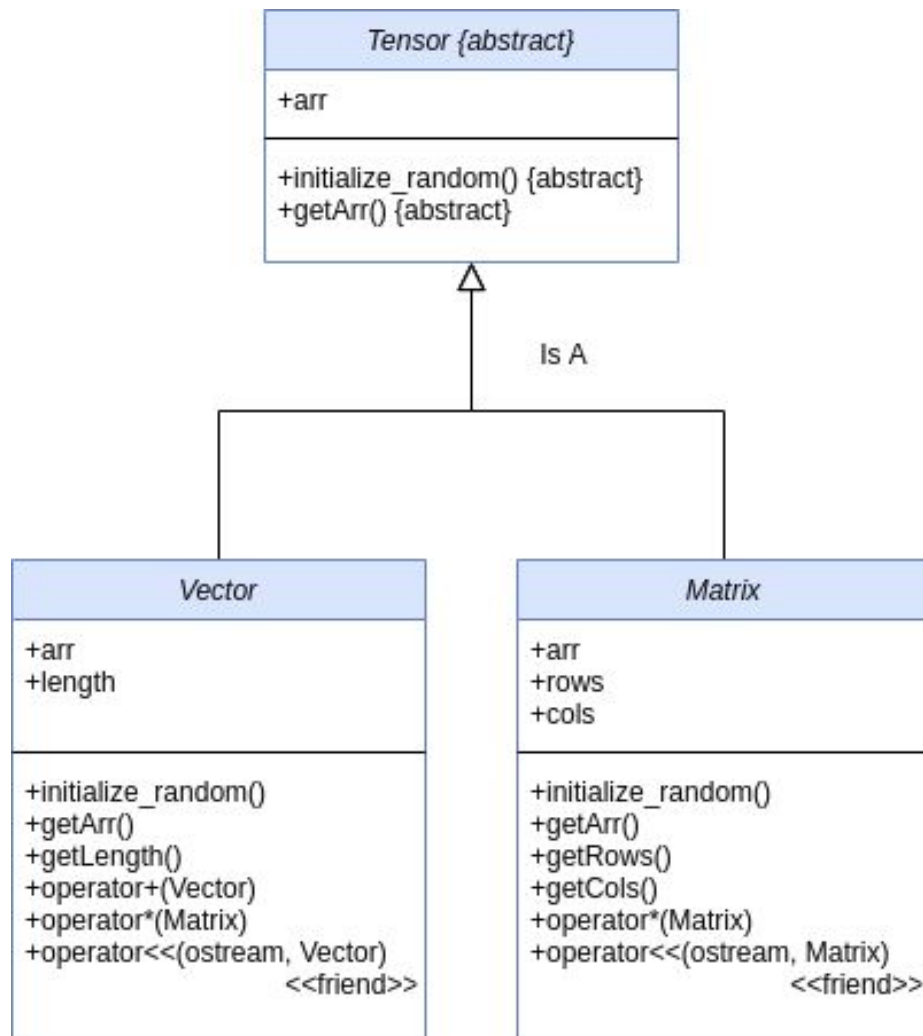 Tensor {abstract}
+arr
+initialize_random() {abstract}
+getArr() {abstract}
Is A
Vector
+arr
+length
+initialize_random()
+getArr()
+getLength()
+operator+(Vector)
+operator*(Matrix)
+operator<<(ostream, Vector)
<<friend>>
Matrix
+arr
+rows
+cols
+initialize_random()
+getArr()
+getRows()
+getCols()
+operator*(Matrix)
+operator<<(ostream, Matrix)
<<friend>>